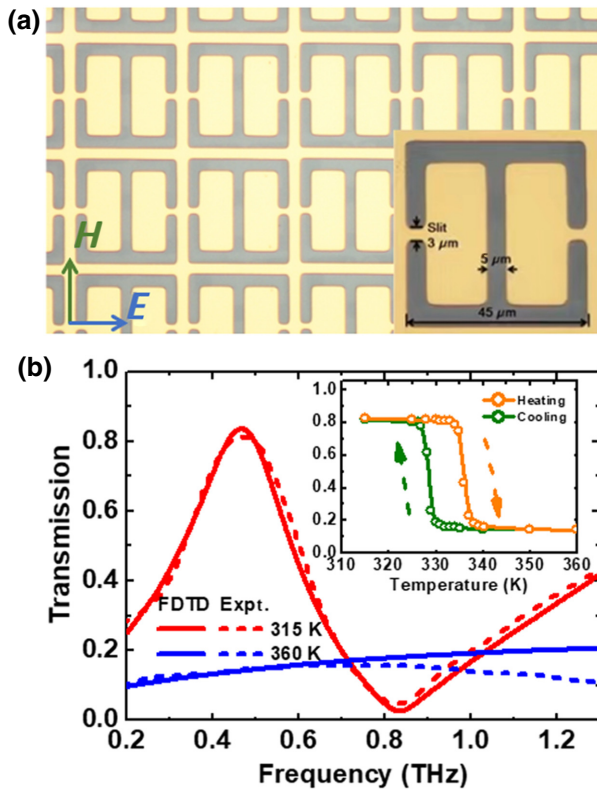 (a)
H
E
Slit
3 µm
5 µm
45 µm
(b)
1.0
0.8
0.6
0.4
0.2
0.0
Transmission
0.2 0.4 0.6 0.8 1.0 1.2
Frequency (THz)
FDTD Expt.
315 K
360 K
1.0
0.8
0.6
0.4
0.2
0.0
310 320 330 340 350 360
Temperature (K)
Heating
Cooling